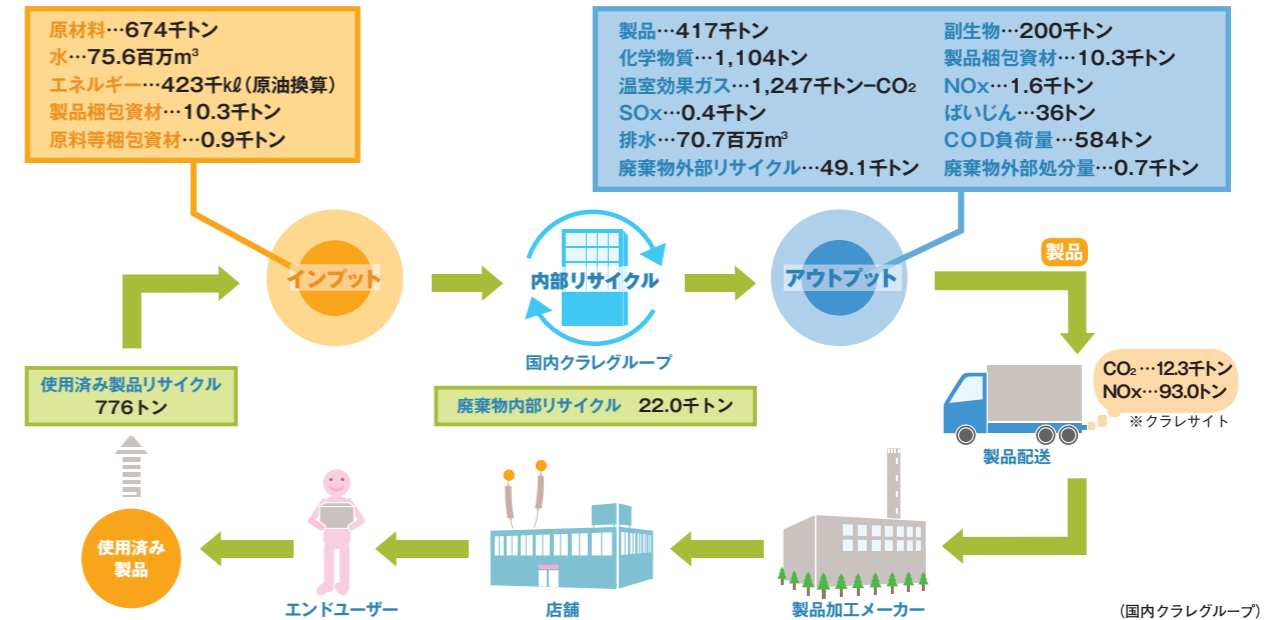 原材料…674千トン
水…75.6百万m³
エネルギー…423千kℓ(原油換算)
製品梱包資材…10.3千トン
原料等梱包資材…0.9千トン
製品…417千トン
化学物質…1,104トン
温室効果ガス…1,247千トン−CO₂
SOx…0.4千トン
排水…70.7百万m³
廃棄物外部リサイクル…49.1千トン
副生物…200千トン
製品梱包資材…10.3千トン
NOx…1.6千トン
ばいじん…36トン
COD負荷量…584トン
廃棄物外部処分量…0.7千トン
インプット
内部リサイクル
国内クラレグループ
アウトプット
製品
使用済み製品リサイクル
776トン
廃棄物内部リサイクル 22.0千トン
CO₂…12.3千トン
NOx…93.0トン
※クラレサイト
製品配送
使用済み
製品
エンドユーザー
店舗
製品加工メーカー
(国内クラレグループ)